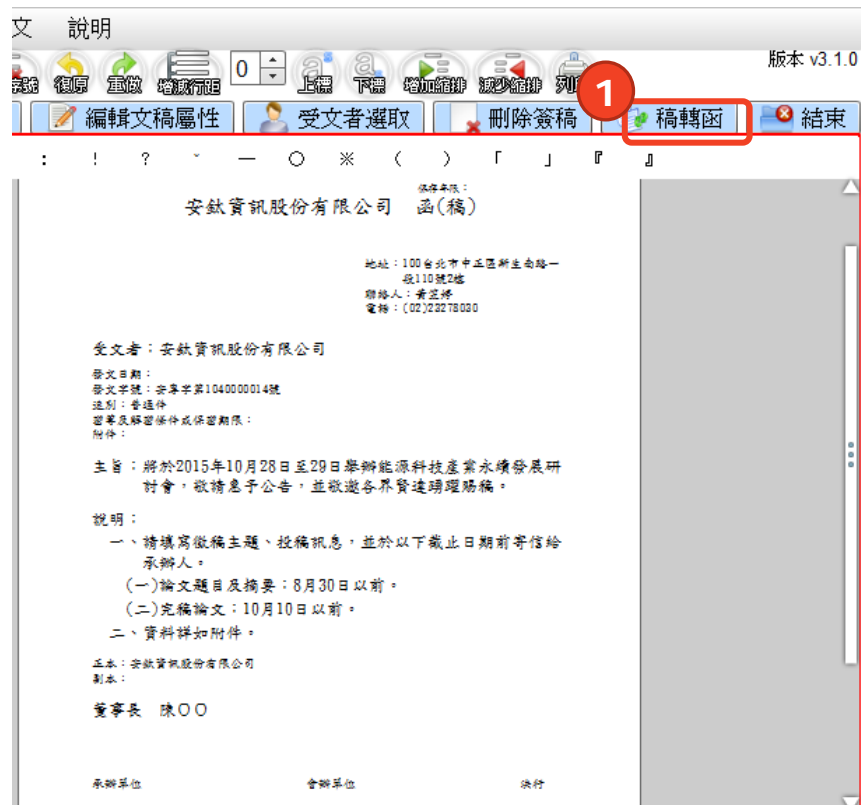 文 說明
版本 v3.1.0
復原 重做 增減行距 0 上標 下標 增加縮排 減少縮排
1
編輯文稿屬性 受文者選取 刪除簽稿 稿轉函 結束
： ！ ？ ˇ — ○ ※ （ ） 「 」 『 』
保存年限：
安鈦資訊股份有限公司 函(稿)
地址：100台北市中正區新生南路一
段110號2樓
電話：(02)23278030
受文者：安鈦資訊股份有限公司
發文日期：
發文字號：安專字第1040000014號
速別：普通件
密等及解密條件或保密期限：
附件：
主旨：將於2015年10月28日至29日舉辦能源科技產業永續發展研
討會，敬請惠予公告，並敬邀各界賢達踴躍賜稿。
說明：
一、請填寫徵稿主題、投稿訊息，並於以下截止日期前寄信給
承辦人。
(一)論文題目及摘要：8月30日以前。
(二)完稿論文：10月10日以前。
二、資料詳如附件。
正本：安鈦資訊股份有限公司
副本：
董事長 陳○○
承辦單位 會辦單位 決行